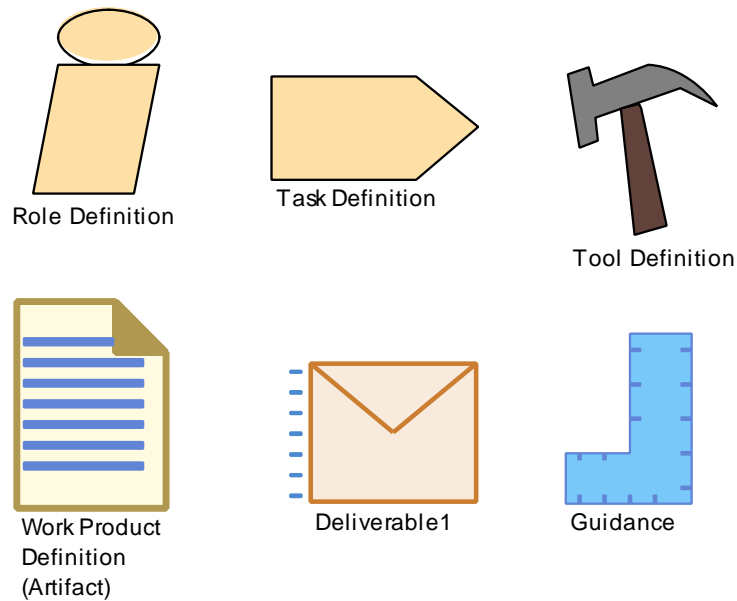 Role Definition
Task Definition
Tool Definition
Work Product
Definition
(Artifact)
Deliverable1
Guidance